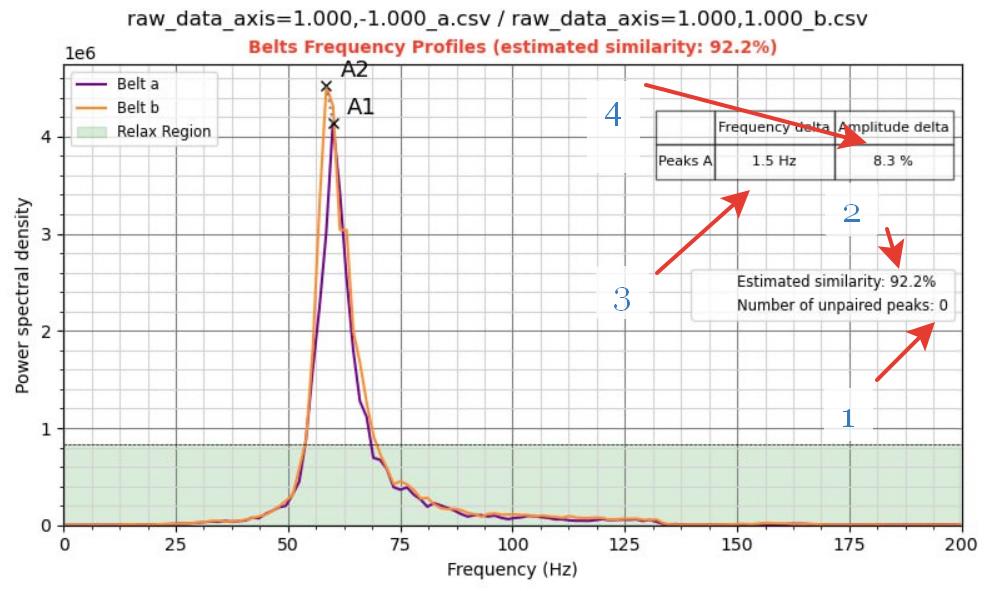 raw_data_axis=1.000,-1.000_a.csv / raw_data_axis=1.000,1.000_b.csv
Belts Frequency Profiles (estimated similarity: 92.2%)
1e6
A2
A1
Belt a
Belt b
Relax Region
4
Frequency delta Amplitude delta
Peaks A 1.5 Hz 8.3 %
2
3
Estimated similarity: 92.2%
Number of unpaired peaks: 0
1
Power spectral density
4
3
2
1
0
0 25 50 75 100 125 150 175 200
Frequency (Hz)